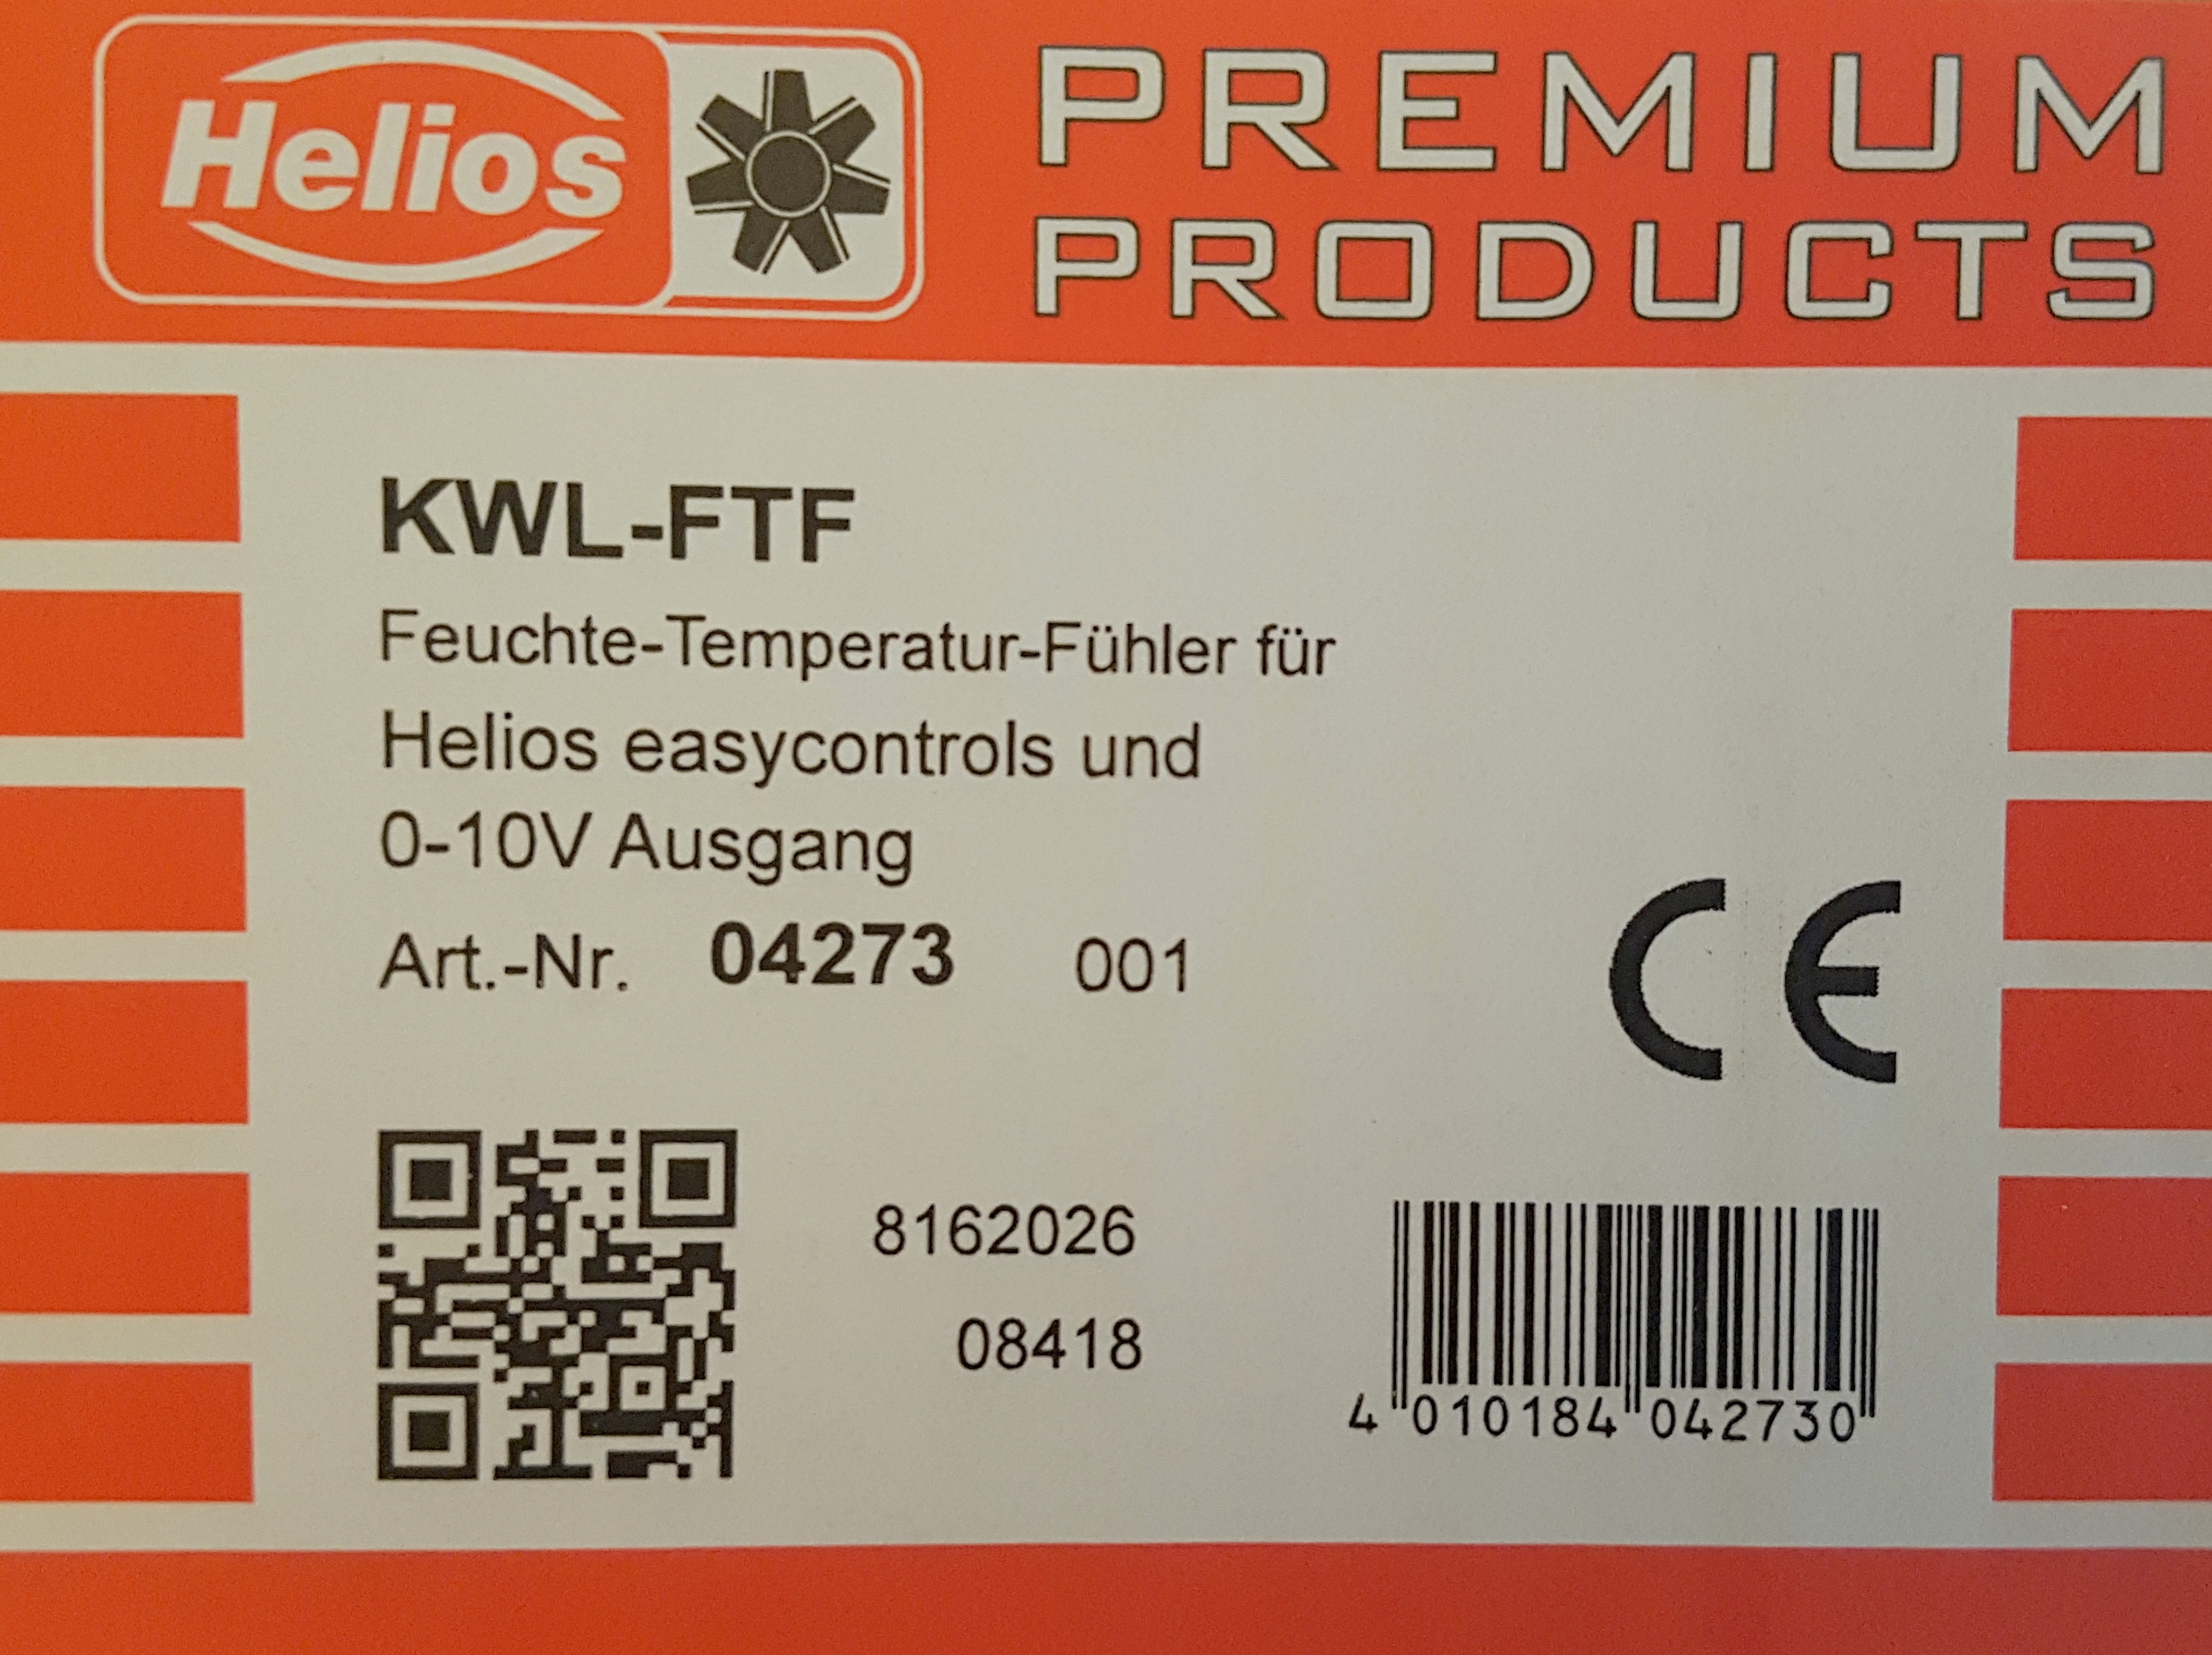 Helios
PREMIUM
PRODUCTS
KWL-FTF
Feuchte-Temperatur-Fühler für
Helios easycontrols und
0-10V Ausgang
Art.-Nr. 04273 001
CE
8162026
08418
4 010184 042730